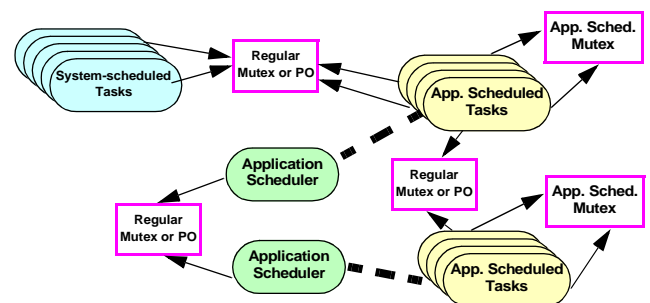 App. Sched.
Mutex
Regular
Mutex or PO
System-scheduled
Tasks
App. Scheduled
Tasks
Application
Scheduler
Regular
Mutex or PO
App. Sched.
Mutex
Regular
Mutex or PO
Application
Scheduler
App. Scheduled
Tasks